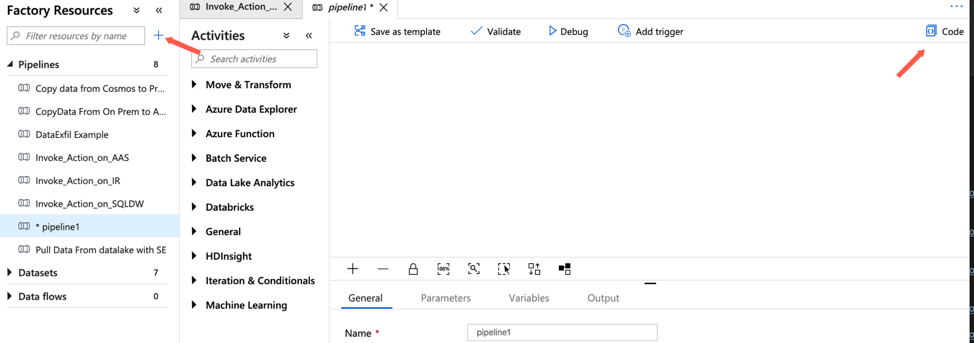 Factory Resources
Filter resources by name
Pipelines 8
Copy data from Cosmos to Pr...
CopyData From On Prem to A...
DataExfil Example
Invoke_Action_on_AAS
Invoke_Action_on_IR
Invoke_Action_on_SQLDW
* pipeline1
Pull Data From datalake with SE
Datasets 7
Data flows 0
Invoke_Action_...
pipeline1 *
Activities
Search activities
Move & Transform
Azure Data Explorer
Azure Function
Batch Service
Data Lake Analytics
Databricks
General
HDInsight
Iteration & Conditionals
Machine Learning
Save as template Validate Debug Add trigger Code
100%
General Parameters Variables Output
Name * pipeline1